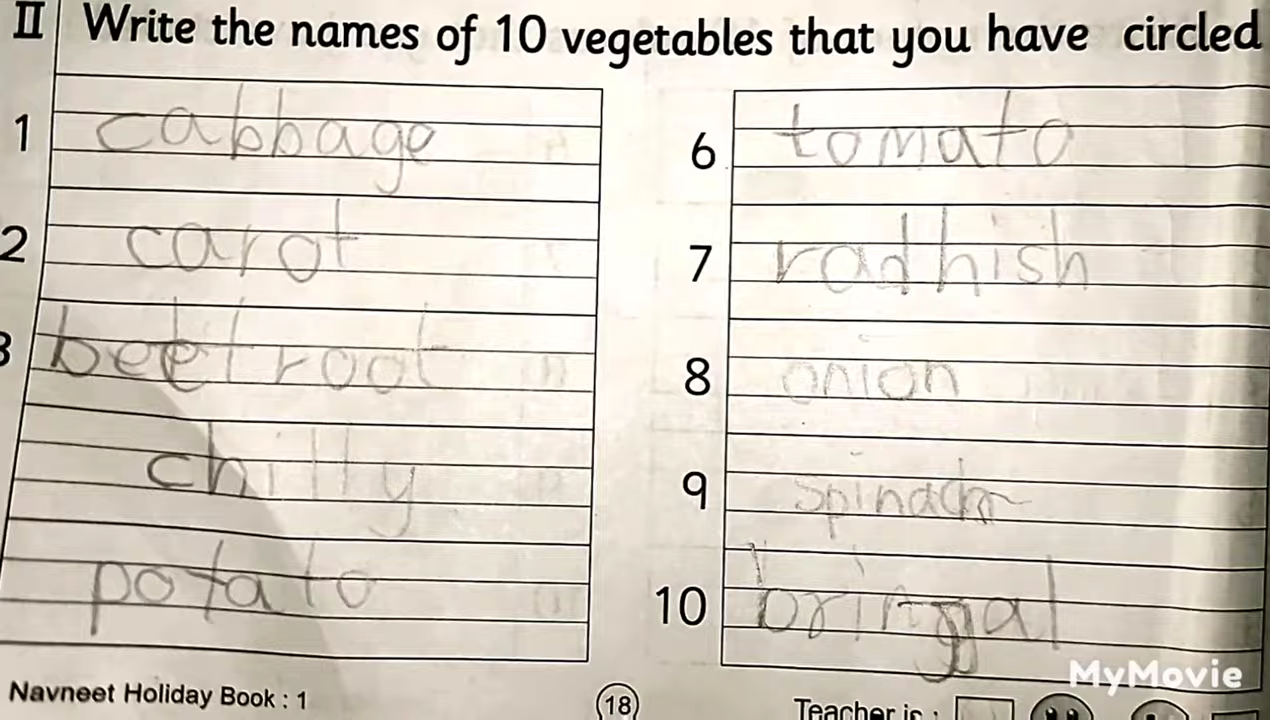 II Write the names of 10 vegetables that you have circled
1 cabbage
2 carot
3 beetroot
chilly
potato
6 tomato
7 radhish
8 onion
9 spinach
10 bringal
MyMovie
Navneet Holiday Book : 1
18
Teacher is :